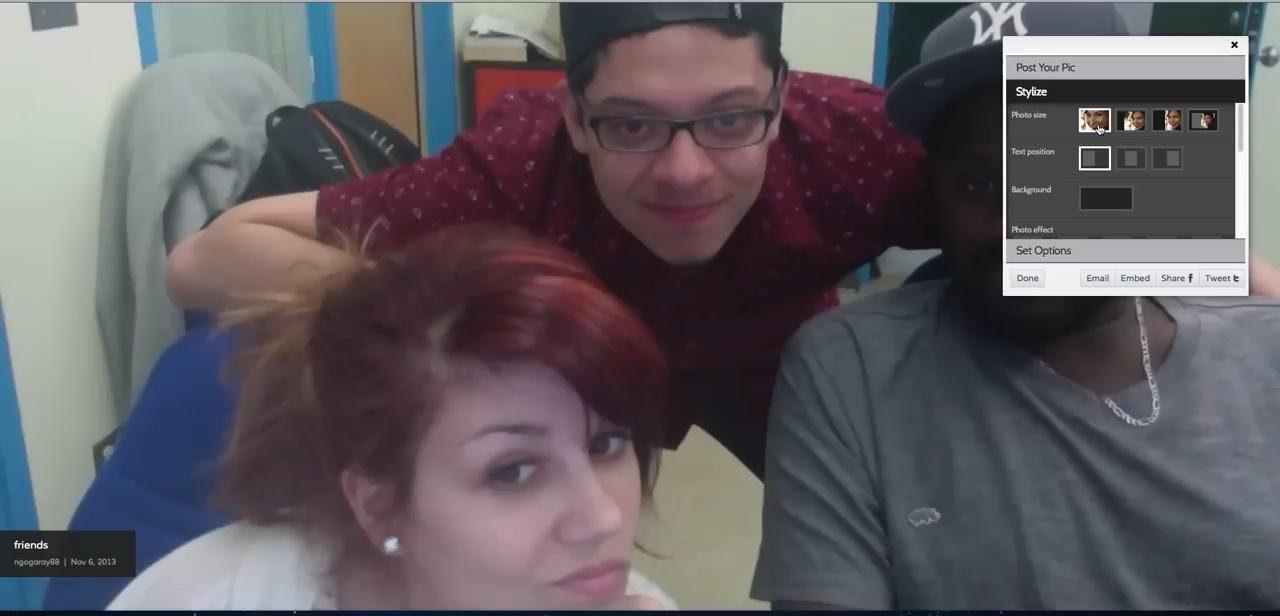 NY
Post Your Pic
Stylize
Photo size
Text position
Background
Photo effect
Set Options
Done
Email
Embed
Share f
Tweet t
friends
rigogaray88 | Nov 6, 2013